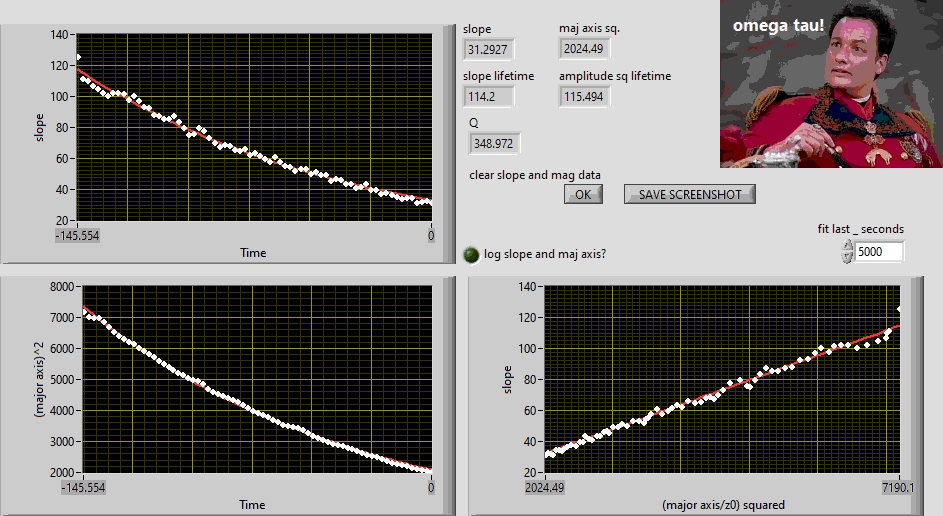 omega tau!
slope
31.2927
maj axis sq.
2024.49
slope lifetime
114.2
amplitude sq lifetime
115.494
Q
348.972
clear slope and mag data
OK
SAVE SCREENSHOT
log slope and maj axis?
fit last _ seconds
5000
slope
140
120
100
80
60
40
20
-145.554
0
Time
(major axis)^2
8000
7000
6000
5000
4000
3000
2000
-145.554
0
Time
slope
140
120
100
80
60
40
20
2024.49
7190.1
(major axis/z0) squared